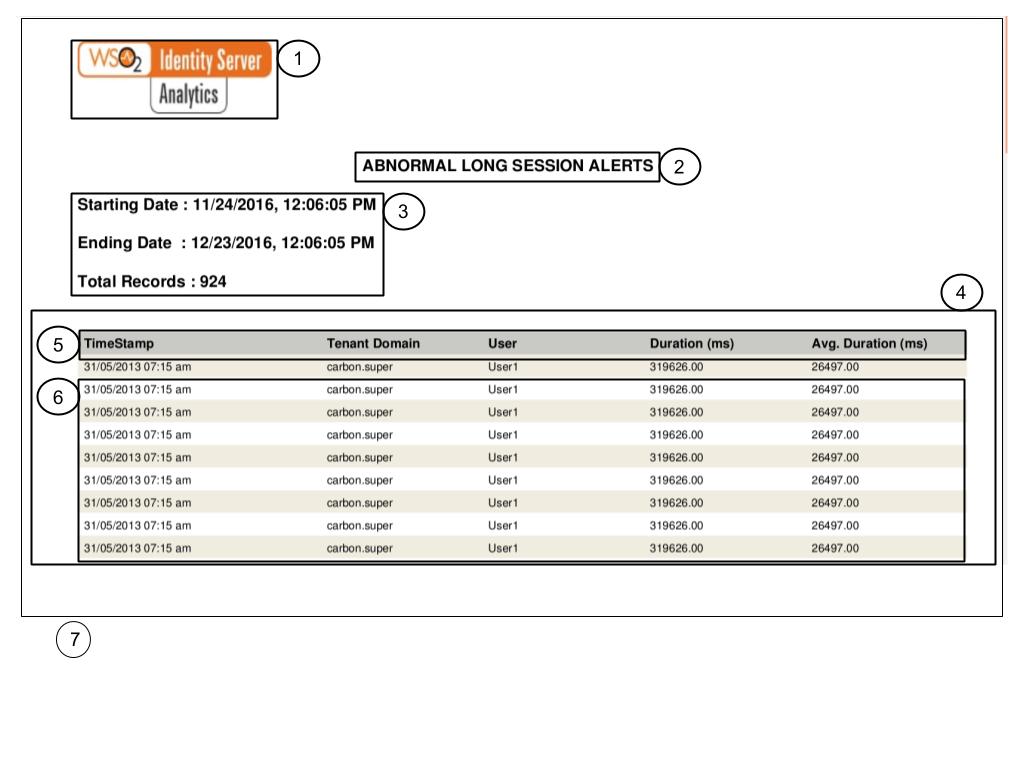 WSO2 Identity Server
Analytics
1
ABNORMAL LONG SESSION ALERTS
2
Starting Date : 11/24/2016, 12:06:05 PM
3
Ending Date : 12/23/2016, 12:06:05 PM
Total Records : 924
4
5
TimeStamp Tenant Domain User Duration (ms) Avg. Duration (ms)
31/05/2013 07:15 am carbon.super User1 319626.00 26497.00
6
31/05/2013 07:15 am carbon.super User1 319626.00 26497.00
31/05/2013 07:15 am carbon.super User1 319626.00 26497.00
31/05/2013 07:15 am carbon.super User1 319626.00 26497.00
31/05/2013 07:15 am carbon.super User1 319626.00 26497.00
31/05/2013 07:15 am carbon.super User1 319626.00 26497.00
31/05/2013 07:15 am carbon.super User1 319626.00 26497.00
31/05/2013 07:15 am carbon.super User1 319626.00 26497.00
31/05/2013 07:15 am carbon.super User1 319626.00 26497.00
7